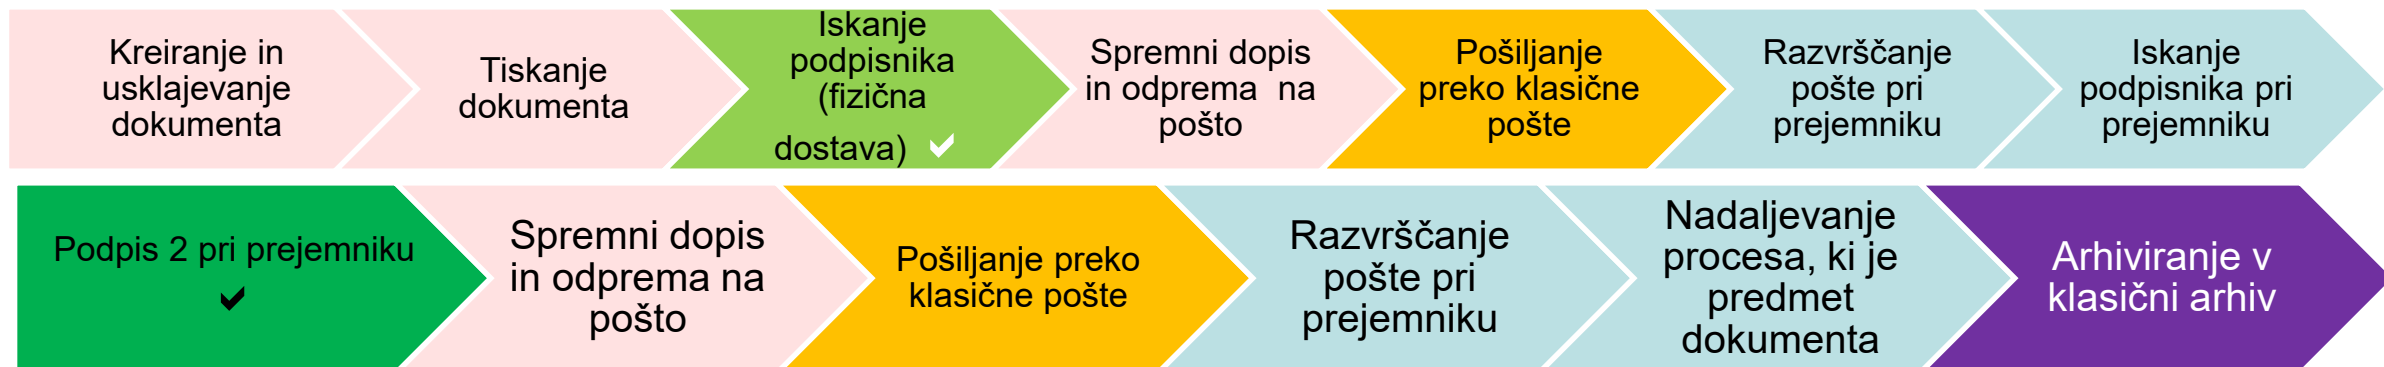 Kreiranje in
usklajevanje
dokumenta
Tiskanje
dokumenta
Iskanje
podpisnika
(fizična
dostava)
Spremni dopis
in odprema na
pošto
Pošiljanje
preko klasične
pošte
Razvrščanje
pošte pri
prejemniku
Iskanje
podpisnika pri
prejemniku
Podpis 2 pri prejemniku
Spremni dopis
in odprema na
pošto
Pošiljanje preko
klasične pošte
Razvrščanje
pošte pri
prejemniku
Nadaljevanje
procesa, ki je
predmet
dokumenta
Arhiviranje v
klasični arhiv